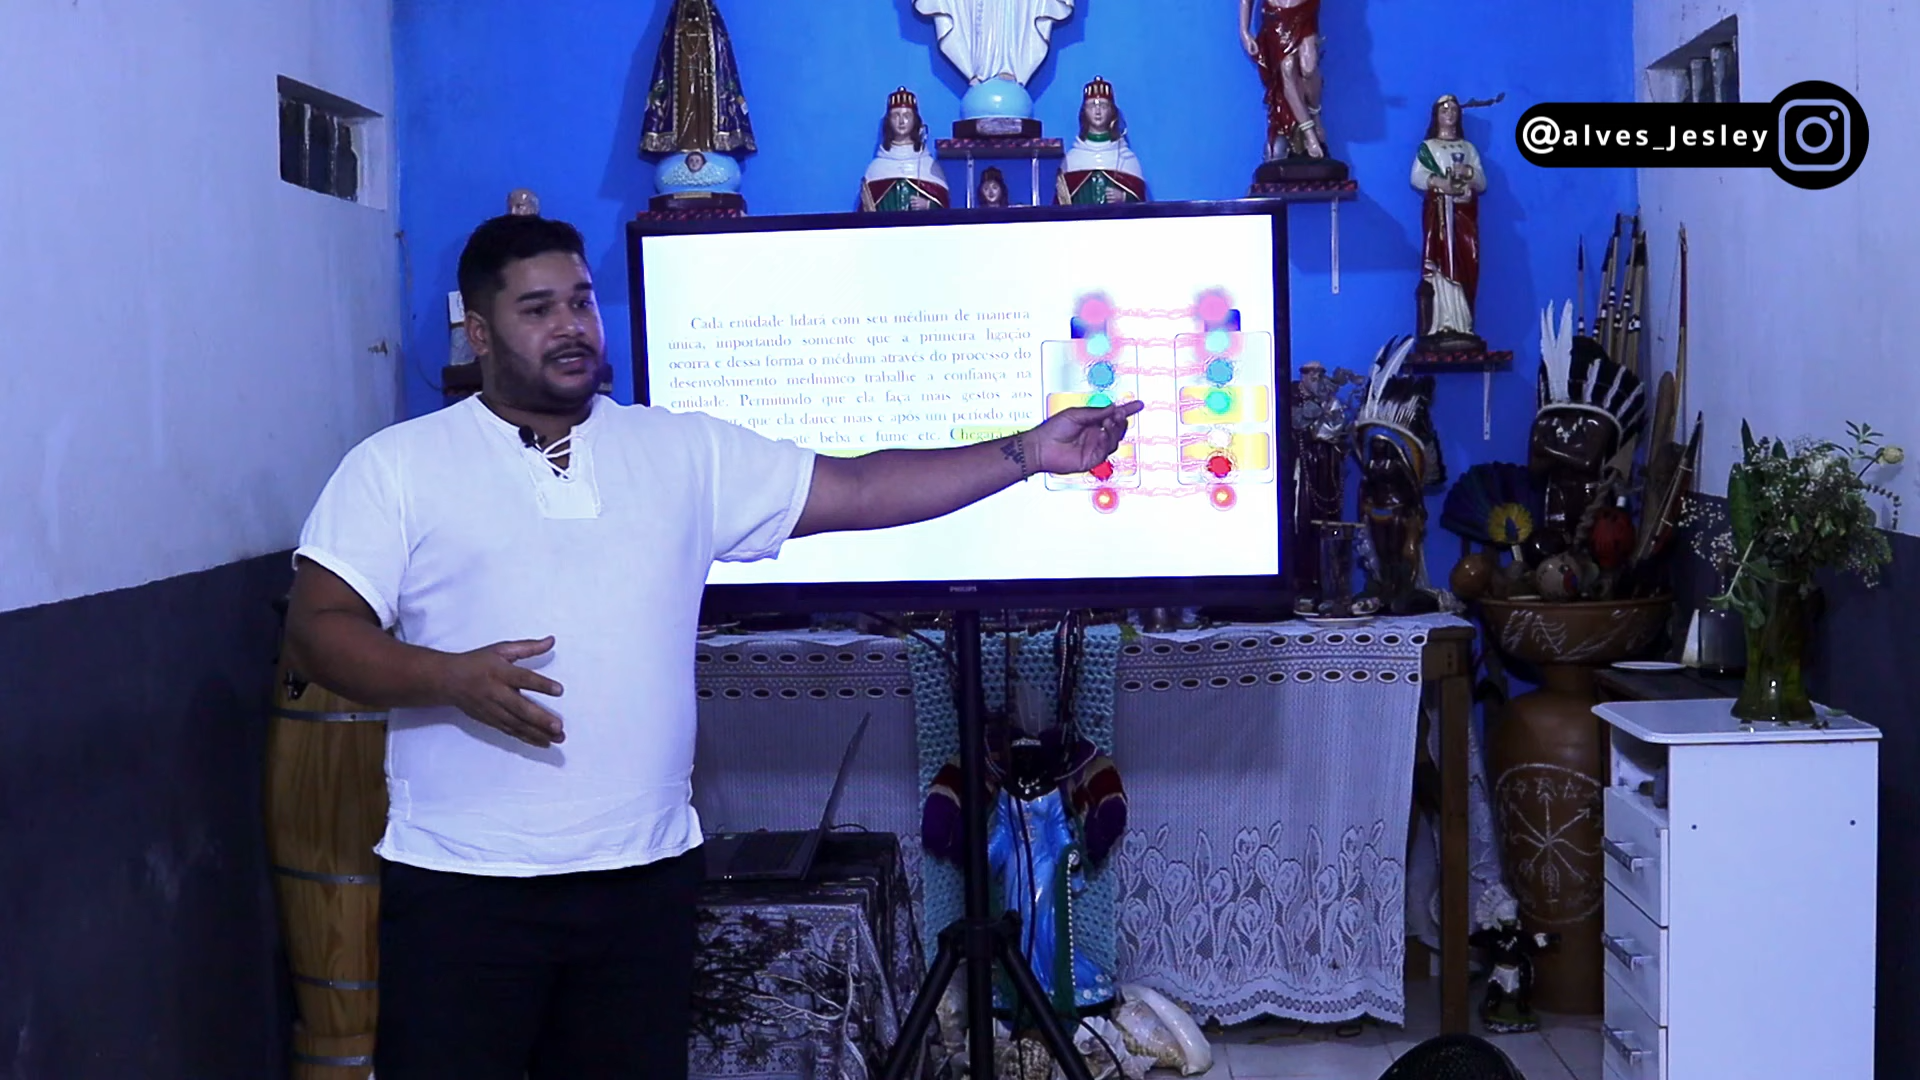 @alves_Jesley
Cada entidade lidará com seu médium de maneira
única, importando somente que a primeira ligação
ocorra e dessa forma o médium através do processo do
desenvolvimento mediúnico trabalhe a confiança na
entidade. Permitindo que ela faça mais gestos aos
que ela dance mais e após um período que
até beba e fume etc. Chegará
PHILIPS